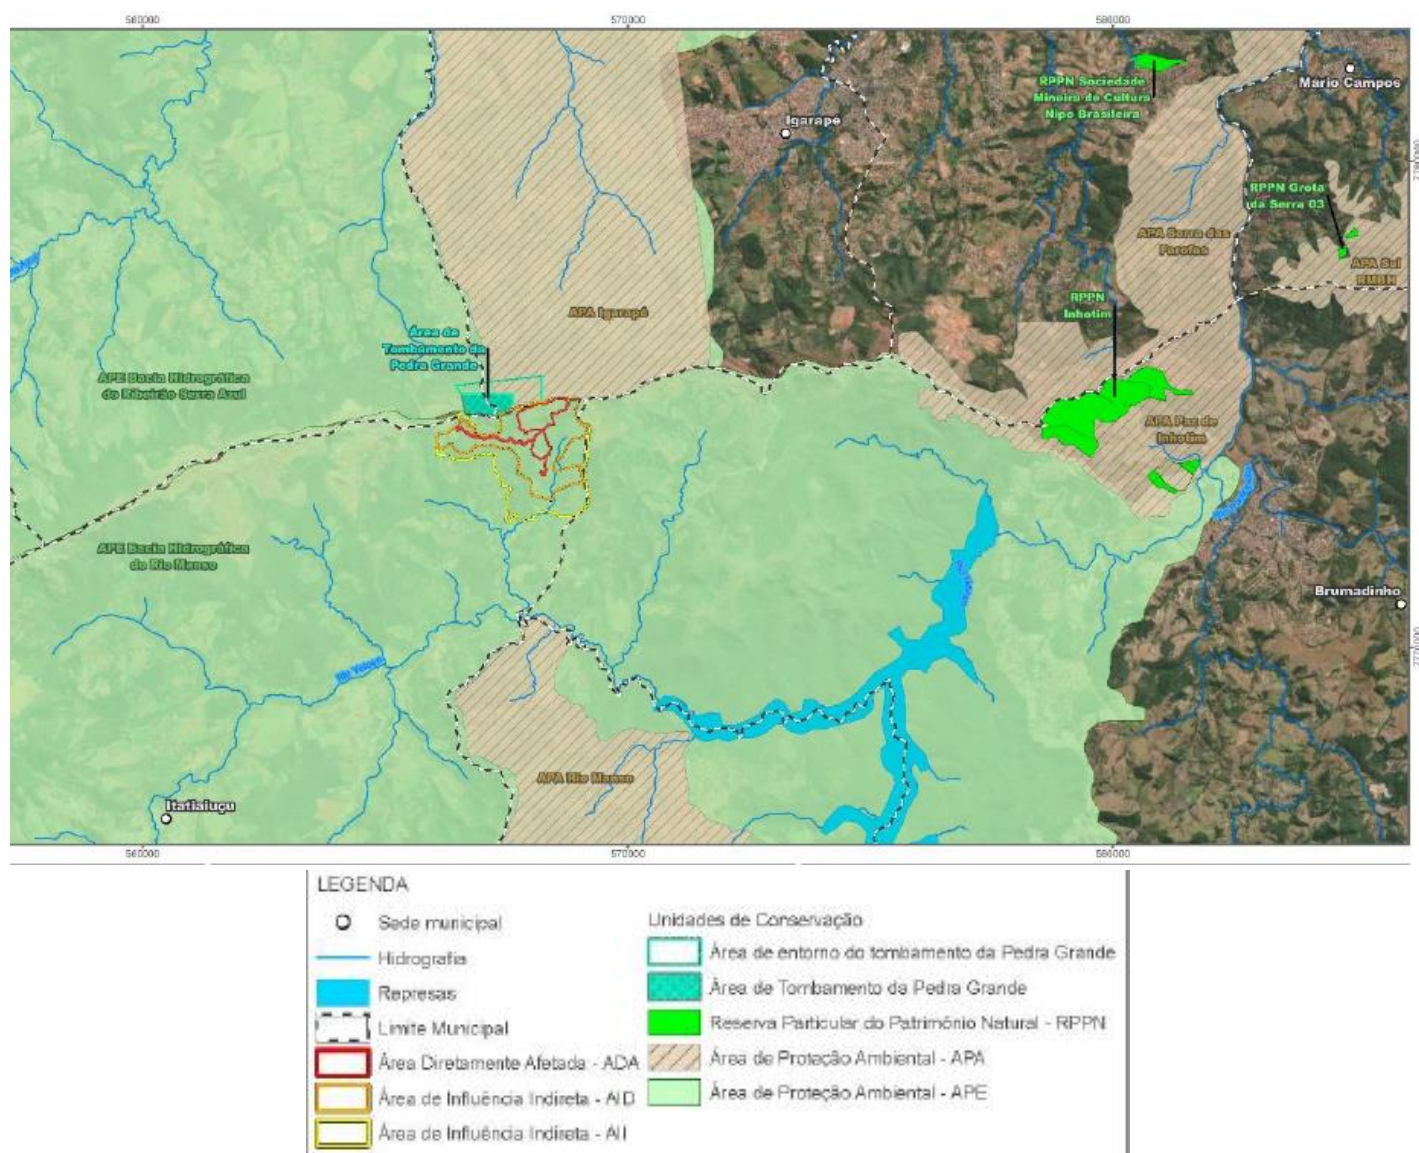 560000
570000
580000
RPPN Sociedade
Mineira de Cultura
Nipo Brasileira
Mario Campos
Igarapé
RPPN Grota
da Serra 03
APA Serra das
Farofas
APA Sul
RMBH
RPPN
Inhotim
APA Igarapé
Área de
Tombamento da
Pedra Grande
APE Bacia Hidrográfica
do Ribeirão Serra Azul
APA Paz de
Inhotim
APE Bacia Hidrográfica
do Rio Manso
Brumadinho
2770000
Rio Veloso
APA Rio Manso
Itatiaiuçu
560000
570000
580000
LEGENDA
Sede municipal
Hidrografia
Represas
Limite Municipal
Área Diretamente Afetada - ADA
Área de Influência Indireta - AID
Área de Influência Indireta - AII
Unidades de Conservação
Área de entorno do tombamento da Pedra Grande
Área de Tombamento da Pedra Grande
Reserva Particular do Patrimônio Natural - RPPN
Área de Proteção Ambiental - APA
Área de Proteção Ambiental - APE